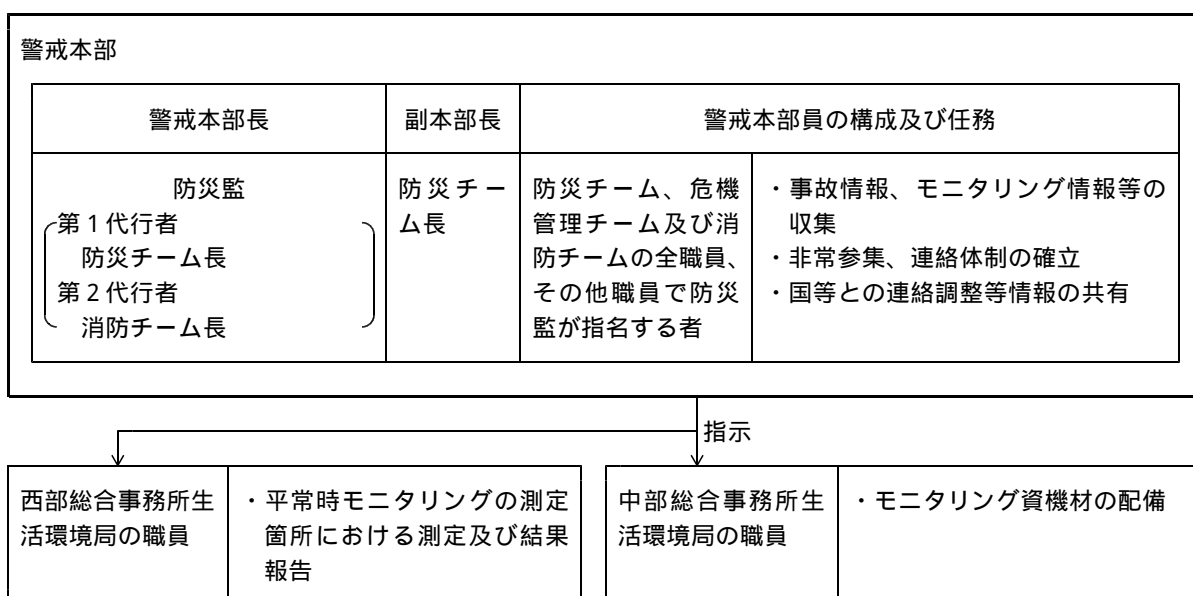 警戒本部
警戒本部長
副本部長
警戒本部員の構成及び任務
防災監
第1代行者
防災チーム長
第2代行者
消防チーム長
防災チー
ム長
防災チーム、危機
管理チーム及び消
防チームの全職員、
その他職員で防災
監が指名する者
・事故情報、モニタリング情報等の
収集
・非常参集、連絡体制の確立
・国等との連絡調整等情報の共有
指示
西部総合事務所生
活環境局の職員
・平常時モニタリングの測定
箇所における測定及び結果
報告
中部総合事務所生
活環境局の職員
・モニタリング資機材の配備